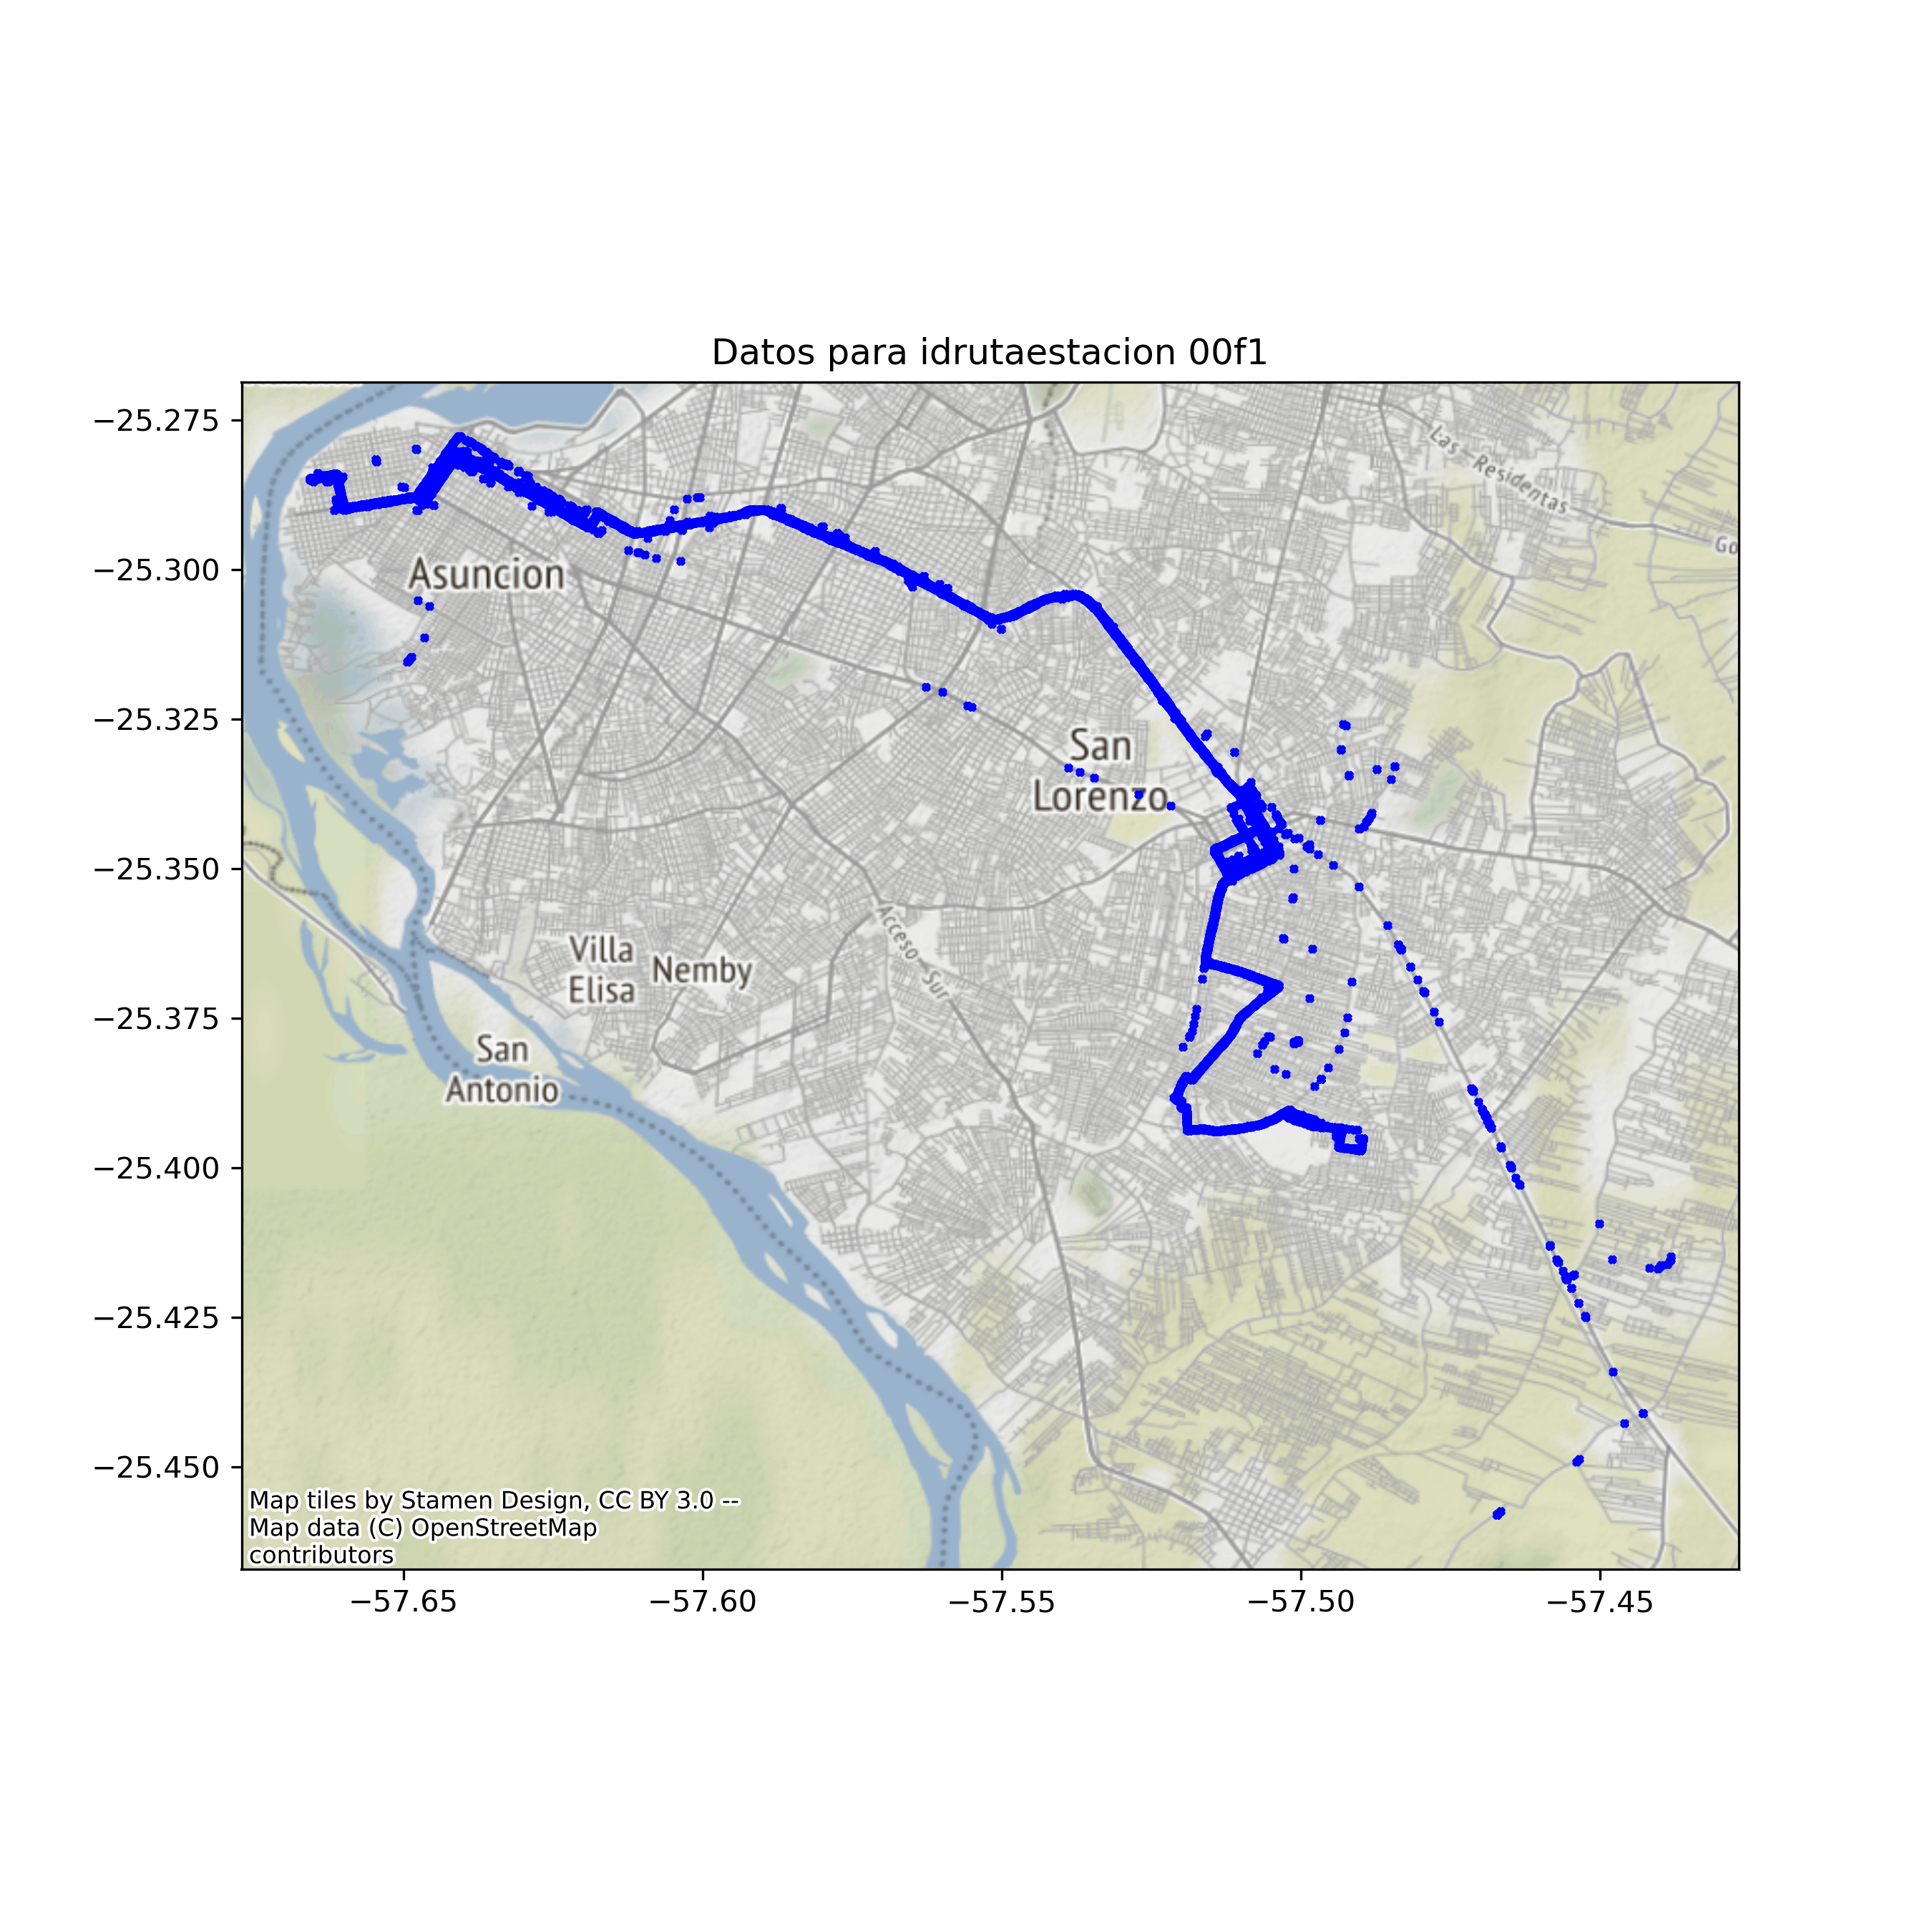 Datos para idrutaestacion 00f1
−25.275
−25.300
−25.325
−25.350
−25.375
−25.400
−25.425
−25.450
Las Residentas
Go
Asuncion
San
Lorenzo
Acceso Sur
Villa
Elisa
Nemby
San
Antonio
Map tiles by Stamen Design, CC BY 3.0 --
Map data (C) OpenStreetMap
contributors
−57.65
−57.60
−57.55
−57.50
−57.45